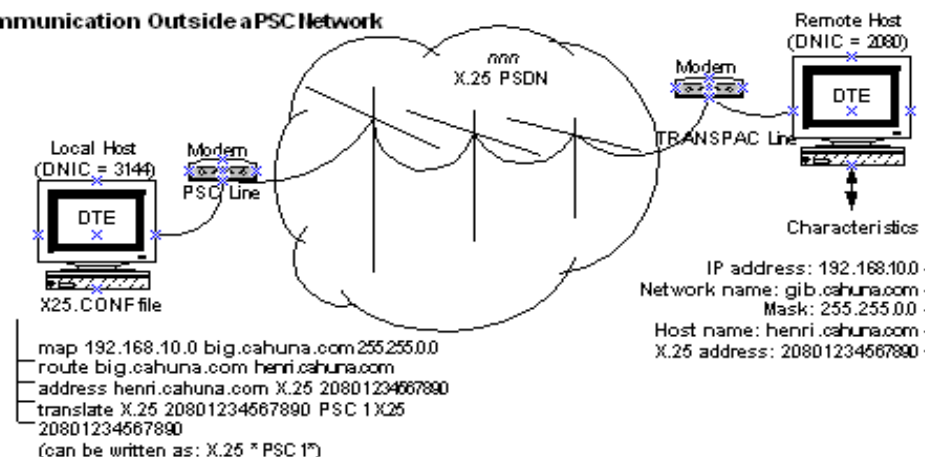 mmunication Outside a PSC Network
Remote Host
(DNIC = 2080)
X.25 PSDN
Modem
DTE
TRANSPAC Line
Local Host
(DNIC = 3144)
Modem
PSC Line
DTE
X25.CONF file
Characteristics
IP address: 192.168.10.0
Network name: gib.cahuna.com
Mask: 255.255.0.0
Host name: henri.cahuna.com
X.25 address: 20801234567890
map 192.168.10.0 big.cahuna.com 255.255.0.0
route big.cahuna.com henri.cahuna.com
address henri.cahuna.com X.25 20801234567890
translate X.25 20801234567890 PSC 1 X.25
20801234567890
(can be written as: X.25 * PSC 1*)